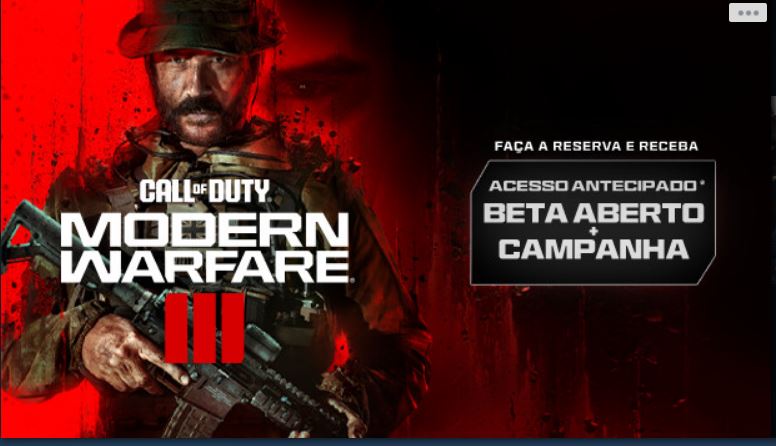 CALL OF DUTY
MODERN
WARFARE
III
FAÇA A RESERVA E RECEBA
ACESSO ANTECIPADO*
BETA ABERTO
+
CAMPANHA